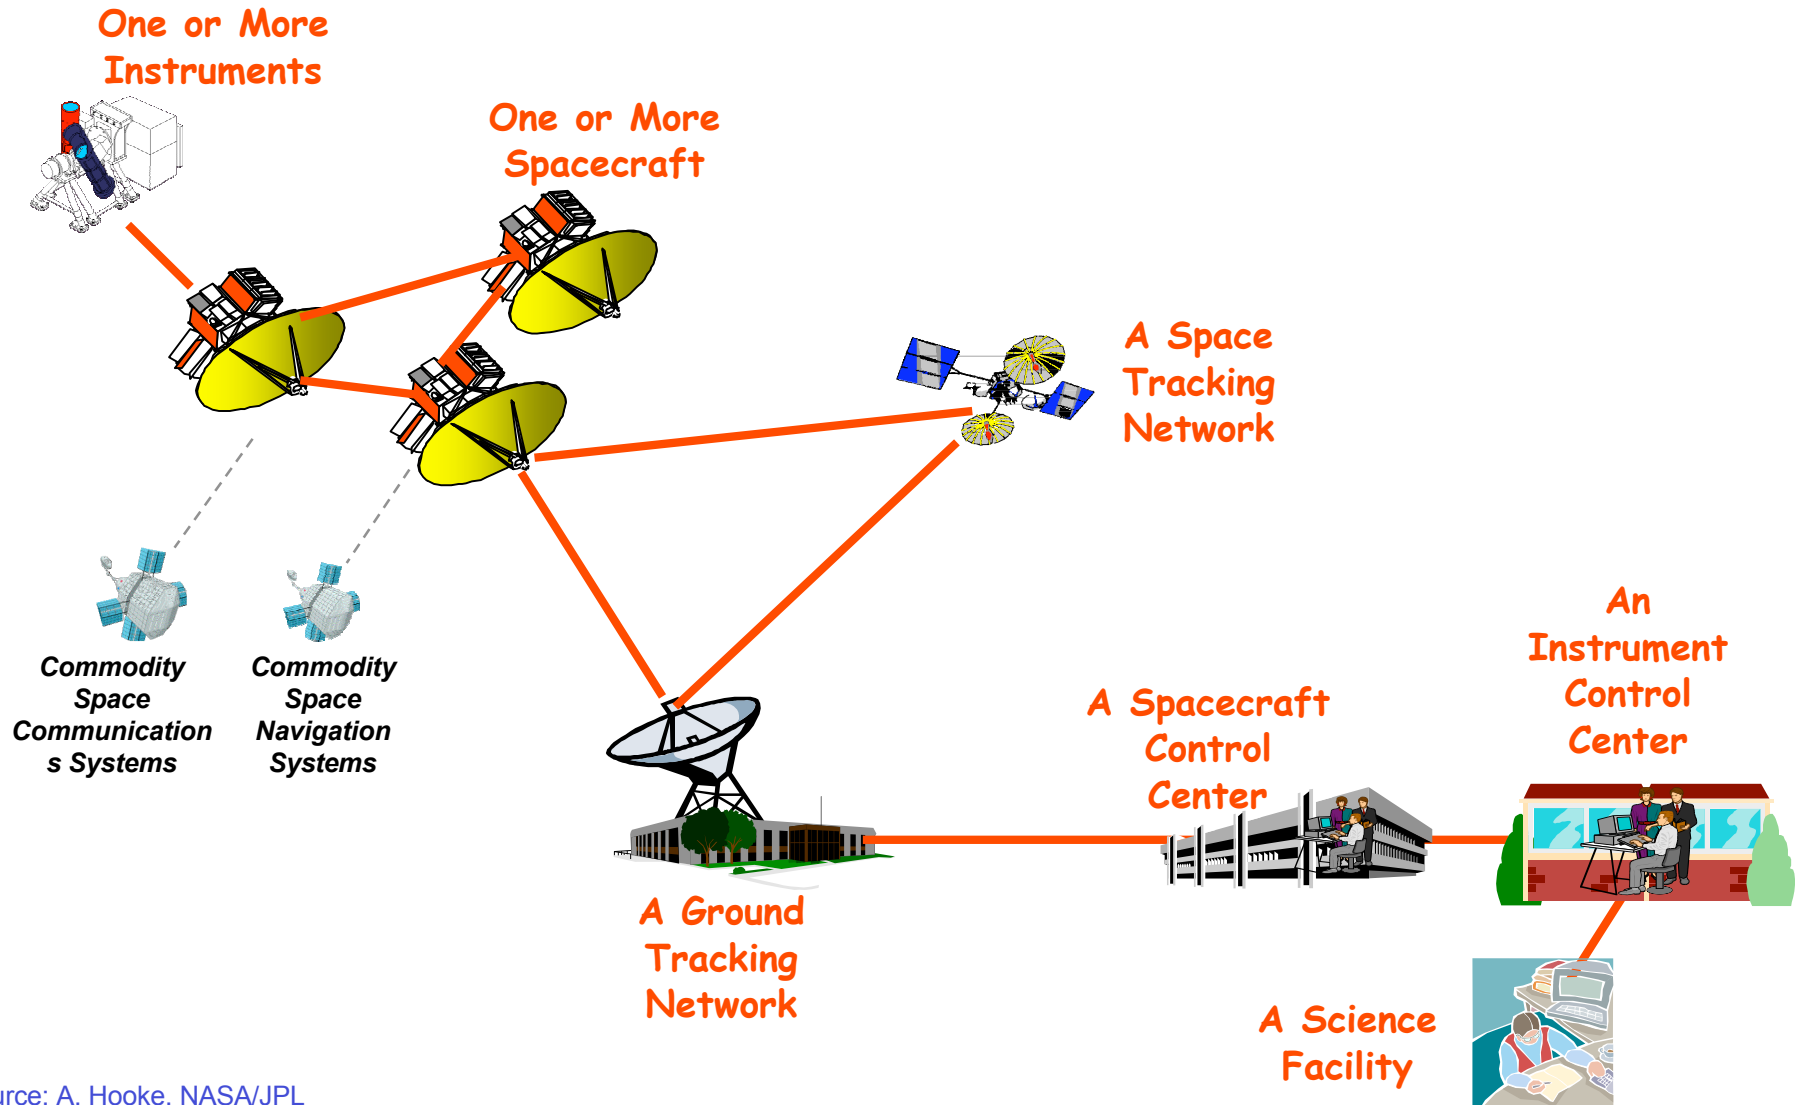 One or More
Instruments
One or More
Spacecraft
A Space
Tracking
Network
An
Instrument
Control
Center
Commodity
Space
Communication
s Systems
Commodity
Space
Navigation
Systems
A Spacecraft
Control
Center
A Ground
Tracking
Network
A Science
Facility
urce: A. Hooke, NASA/JPL